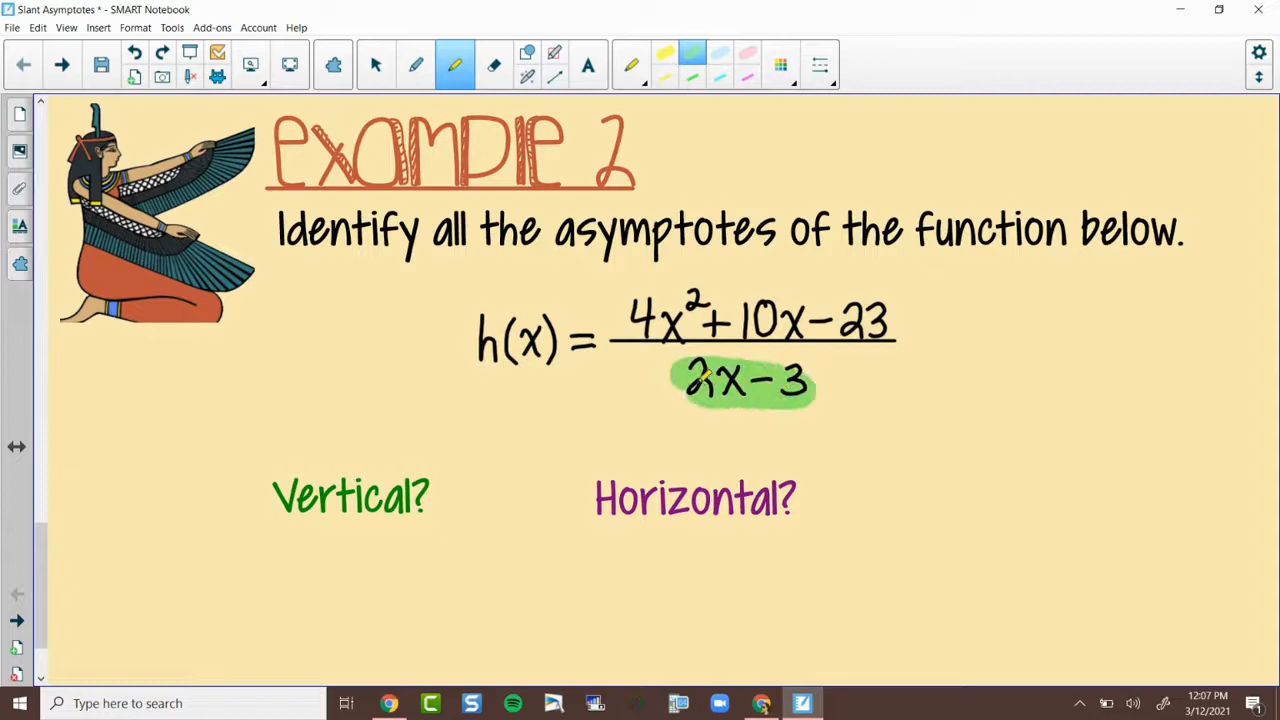 Slant Asymptotes * - SMART Notebook
File Edit View Insert Format Tools Add-ons Account Help
example 2
Identify all the asymptotes of the function below.
h(x) = 4x²+10x-23
2x-3
Vertical?
Horizontal?
Type here to search
12:07 PM
3/12/2021